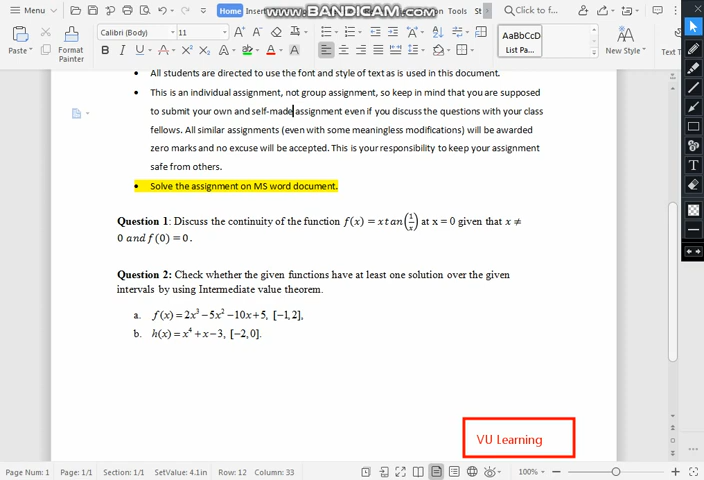 Menu
Home
Inser
WWW.BANDICAM.COM
Tools
St
Click to f...
Paste
Format
Painter
Calibri (Body)
11
AaBbCcD
List Pa...
New Style
Text T
All students are directed to use the font and style of text as is used in this document.
This is an individual assignment, not group assignment, so keep in mind that you are supposed
to submit your own and self-made assignment even if you discuss the questions with your class
fellows. All similar assignments (even with some meaningless modifications) will be awarded
zero marks and no excuse will be accepted. This is your responsibility to keep your assignment
safe from others.
Solve the assignment on MS word document.
Question 1: Discuss the continuity of the function f(x) = x tan(1/x) at x = 0 given that x ≠
0 and f(0) = 0.
Question 2: Check whether the given functions have at least one solution over the given
intervals by using Intermediate value theorem.
a. f(x) = 2x³ − 5x² − 10x + 5, [−1, 2],
b. h(x) = x⁴ + x − 3, [−2, 0].
VU Learning
Page Num: 1 Page: 1/1 Section: 1/1 SetValue: 4.1in Row: 12 Column: 33 100%